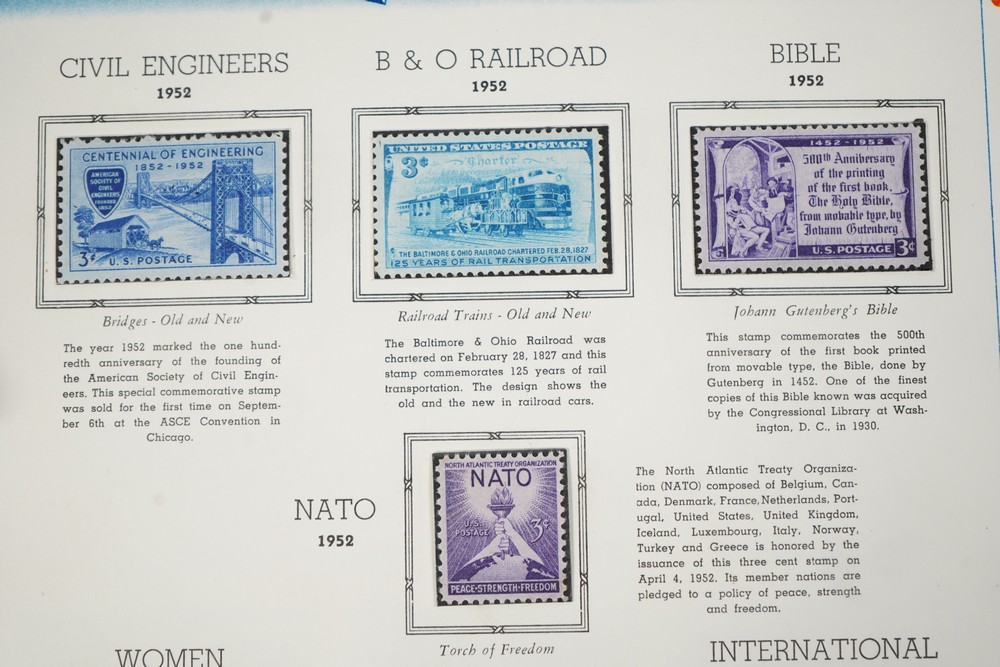 CIVIL ENGINEERS
1952
CENTENNIAL OF ENGINEERING
1852-1952
AMERICAN
SOCIETY OF
CIVIL
ENGINEERS
FOUNDED
1852
3¢ U.S. POSTAGE
Bridges - Old and New
The year 1952 marked the one hun-
redth anniversary of the founding of
the American Society of Civil Engin-
eers. This special commemorative stamp
was sold for the first time on Septem-
ber 6th at the ASCE Convention in
Chicago.
B & O RAILROAD
1952
UNITED STATES POSTAGE
3¢
Charter
THE BALTIMORE & OHIO RAILROAD CHARTERED FEB. 28, 1827
125 YEARS OF RAIL TRANSPORTATION
Railroad Trains - Old and New
The Baltimore & Ohio Railroad was
chartered on February 28, 1827 and this
stamp commemorates 125 years of rail
transportation. The design shows the
old and the new in railroad cars.
BIBLE
1952
1452-1952
500th Anniversary
of the printing
of the first book,
The Holy Bible,
from movable type, by
Johann Gutenberg
U.S. POSTAGE 3¢
Johann Gutenberg's Bible
This stamp commemorates the 500th
anniversary of the first book printed
from movable type, the Bible, done by
Gutenberg in 1452. One of the finest
copies of this Bible known was acquired
by the Congressional Library at Wash-
ington, D. C., in 1930.
NATO
1952
NORTH ATLANTIC TREATY ORGANIZATION
NATO
U.S.
POSTAGE
3¢
PEACE·STRENGTH·FREEDOM
Torch of Freedom
The North Atlantic Treaty Organiza-
tion (NATO) composed of Belgium, Can-
ada, Denmark, France, Netherlands, Port-
ugal, United States, United Kingdom,
Iceland, Luxembourg, Italy, Norway,
Turkey and Greece is honored by the
issuance of this three cent stamp on
April 4, 1952. Its member nations are
pledged to a policy of peace, strength
and freedom.
WOMEN
INTERNATIONAL